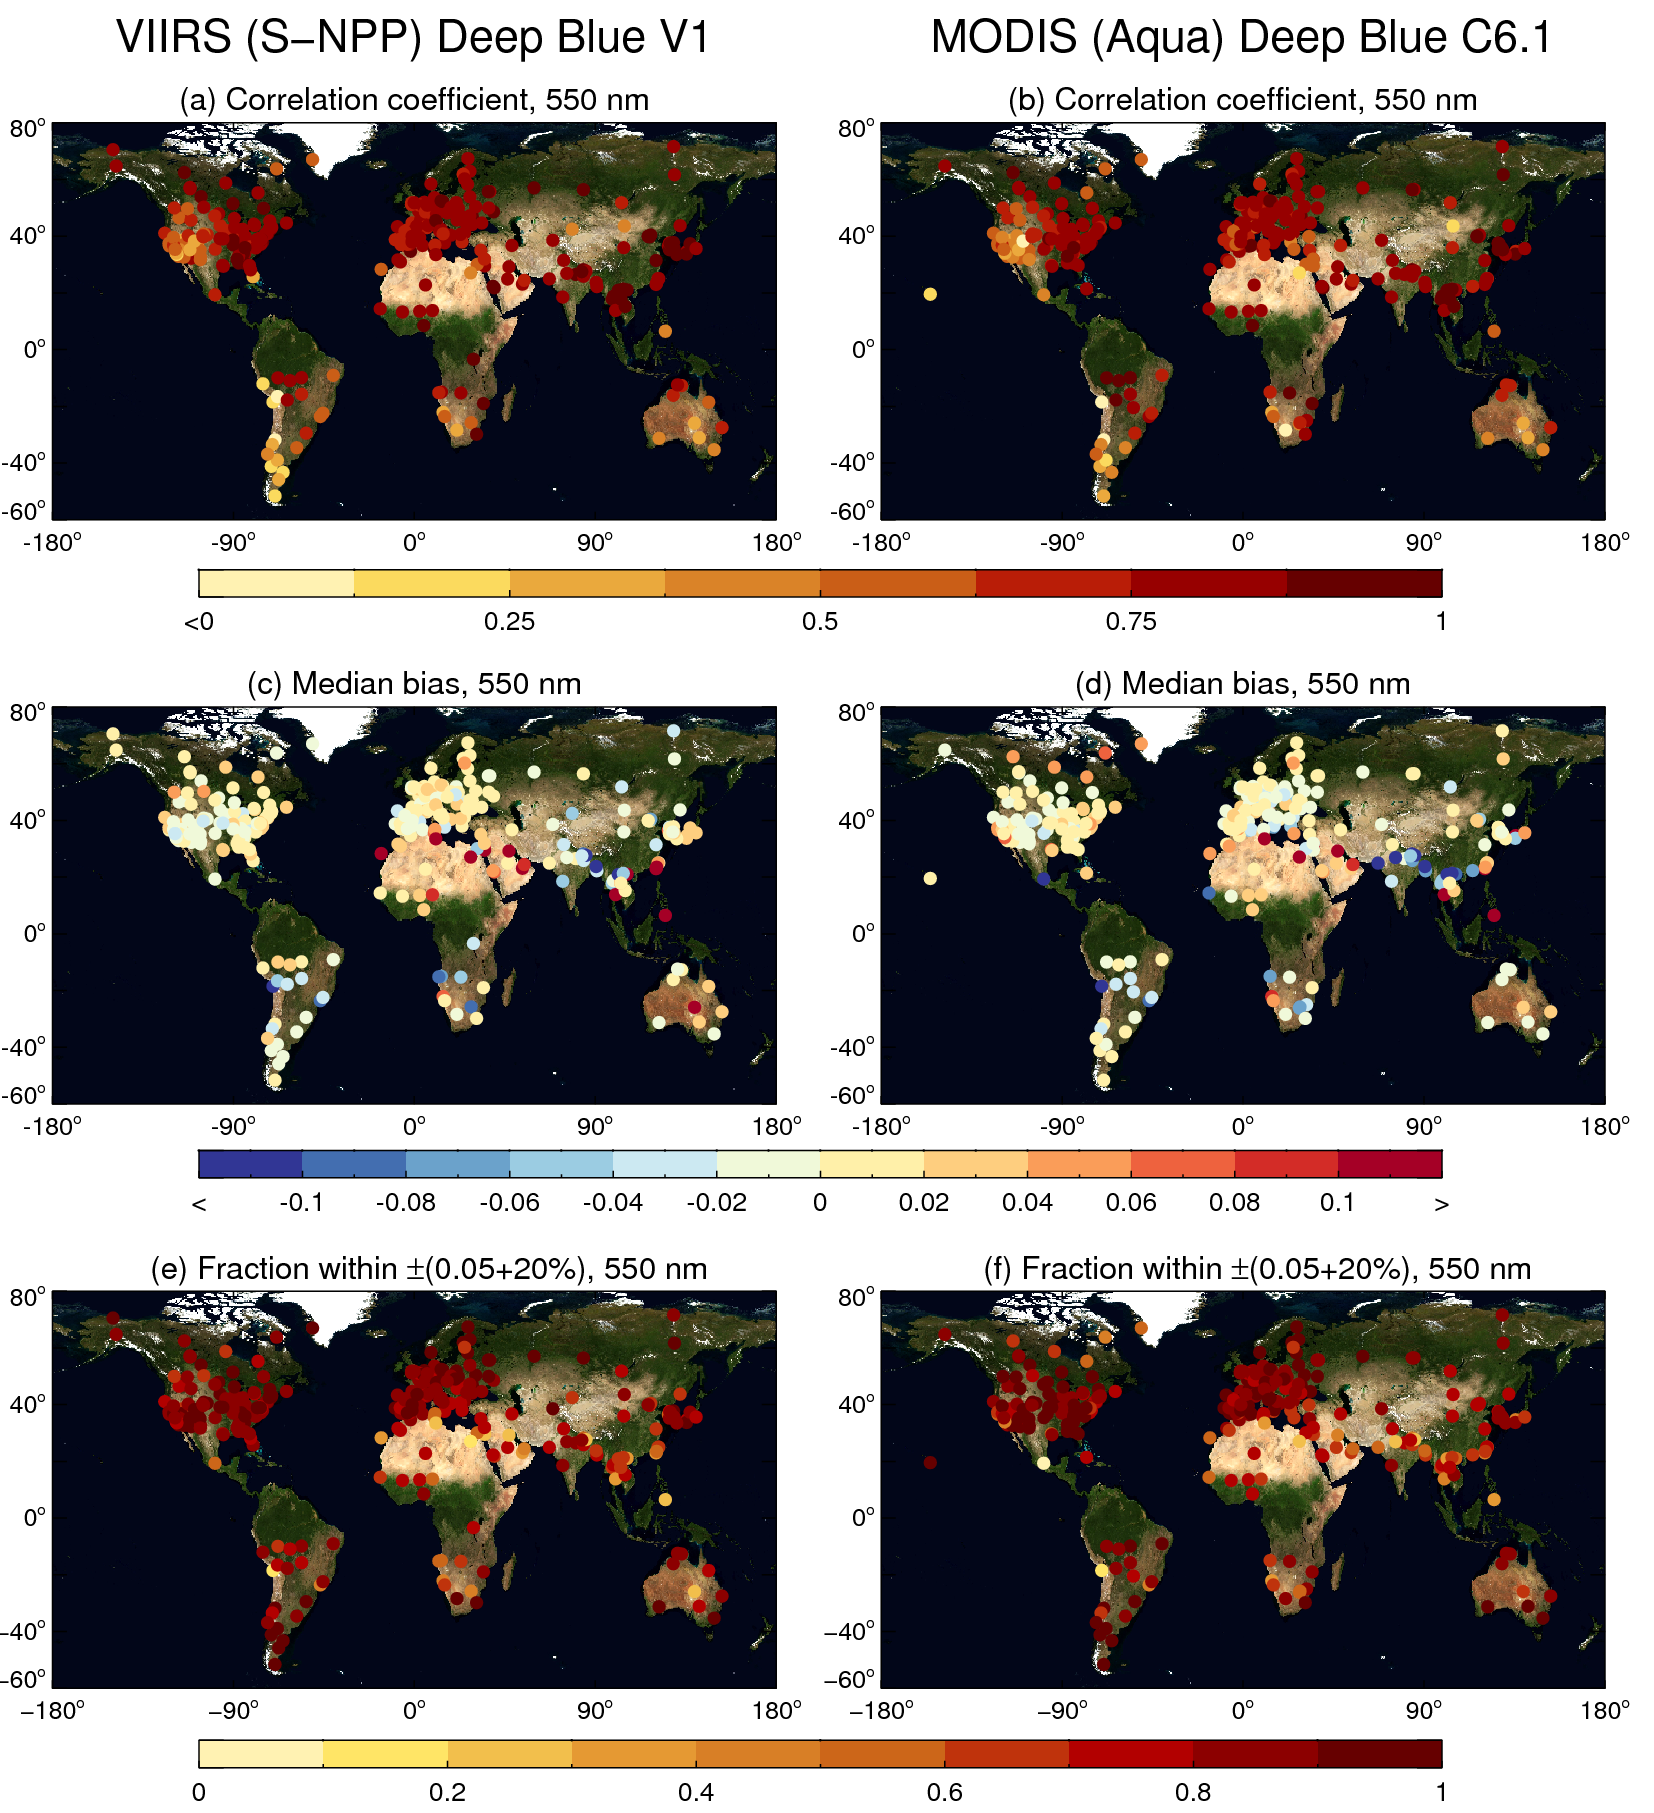 VIIRS (S−NPP) Deep Blue V1 MODIS (Aqua) Deep Blue C6.1
(a) Correlation coefficient, 550 nm (b) Correlation coefficient, 550 nm
80° 80°
40° 40°
0° 0°
-40° -40°
-60° -60°
-180° -90° 0° 90° 180° -180° -90° 0° 90° 180°
<0 0.25 0.5 0.75 1
(c) Median bias, 550 nm (d) Median bias, 550 nm
80° 80°
40° 40°
0° 0°
-40° -40°
-60° -60°
-180° -90° 0° 90° 180° -180° -90° 0° 90° 180°
< -0.1 -0.08 -0.06 -0.04 -0.02 0 0.02 0.04 0.06 0.08 0.1 >
(e) Fraction within ±(0.05+20%), 550 nm (f) Fraction within ±(0.05+20%), 550 nm
80° 80°
40° 40°
0° 0°
−40° −40°
−60° −60°
−180° −90° 0° 90° 180° −180° −90° 0° 90° 180°
0 0.2 0.4 0.6 0.8 1